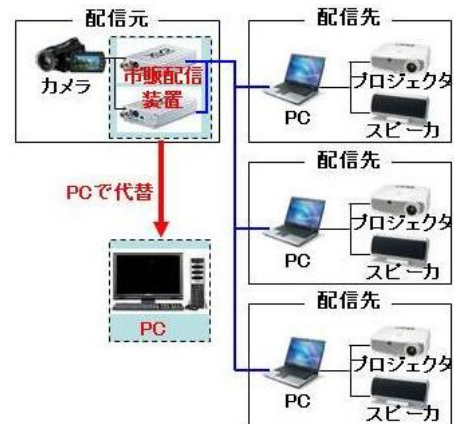 配信元
カメラ
市販配信
装置
PCで代替
PC
配信先
PC
プロジェクタ
スピーカ
配信先
PC
プロジェクタ
スピーカ
配信先
PC
プロジェクタ
スピーカ